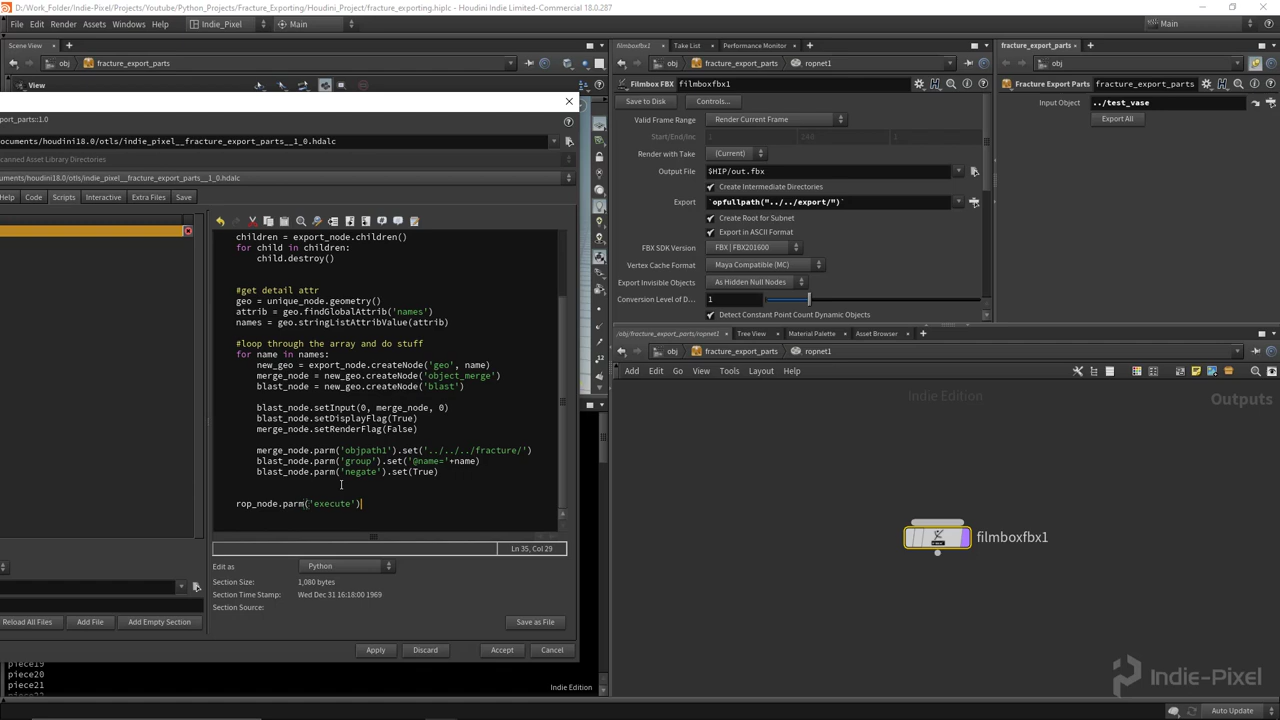 D:\Work_Folder/Indie_Pixel/Projects/Youtube/Python_Projects/Fracture_Exporting/Houdini_Project/fracture_exporting.hiplc - Houdini Indie Limited-Commercial 18.0.287
File Edit Render Assets Windows Help Indie_Pixel Main Main
Scene View
obj fracture_export_parts
View
port_parts::1.0
ocuments/houdini18.0/otls/indie_pixel__fracture_export_parts__1_0.hdalc
canned Asset Library Directories
uments/houdini18.0/otls/indie_pixel__fracture_export_parts__1_0.hdalc
Help Code Scripts Interactive Extra Files Save
children = export_node.children()
for child in children:
child.destroy()
#get detail attr
geo = unique_node.geometry()
attrib = geo.findGlobalAttrib('names')
names = geo.stringListAttribValue(attrib)
#loop through the array and do stuff
for name in names:
new_geo = export_node.createNode('geo', name)
merge_node = new_geo.createNode('object_merge')
blast_node = new_geo.createNode('blast')
blast_node.setInput(0, merge_node, 0)
blast_node.setDisplayFlag(True)
merge_node.setRenderFlag(False)
merge_node.parm('objpath1').set('../../../fracture/')
blast_node.parm('group').set('@name='+name)
blast_node.parm('negate').set(True)
rop_node.parm('execute')
Ln 35, Col 29
Edit as Python
Section Size: 1,080 bytes
Section Time Stamp: Wed Dec 31 16:18:00 1969
Section Source:
Reload All Files Add File Add Empty Section Save as File
Apply Discard Accept Cancel
piece19
piece20
piece21
Indie Edition
filmboxfbx1 Take List Performance Monitor
obj fracture_export_parts ropnet1
Filmbox FBX filmboxfbx1
Save to Disk Controls...
Valid Frame Range Render Current Frame
Start/End/Inc
Render with Take (Current)
Output File $HIP/out.fbx
Create Intermediate Directories
Export `opfullpath("../../export/")`
Create Root for Subnet
Export in ASCII Format
FBX SDK Version FBX | FBX201600
Vertex Cache Format Maya Compatible (MC)
Export Invisible Objects As Hidden Null Nodes
Conversion Level of D... 1
Detect Constant Point Count Dynamic Objects
fracture_export_parts
obj
Fracture Export Parts fracture_export_parts
Input Object ../test_vase
Export All
/obj/fracture_export_parts/ropnet1 Tree View Material Palette Asset Browser
obj fracture_export_parts ropnet1
Add Edit Go View Tools Layout Help
Indie Edition
Outputs
filmboxfbx1
Indie-Pixel
Auto Update